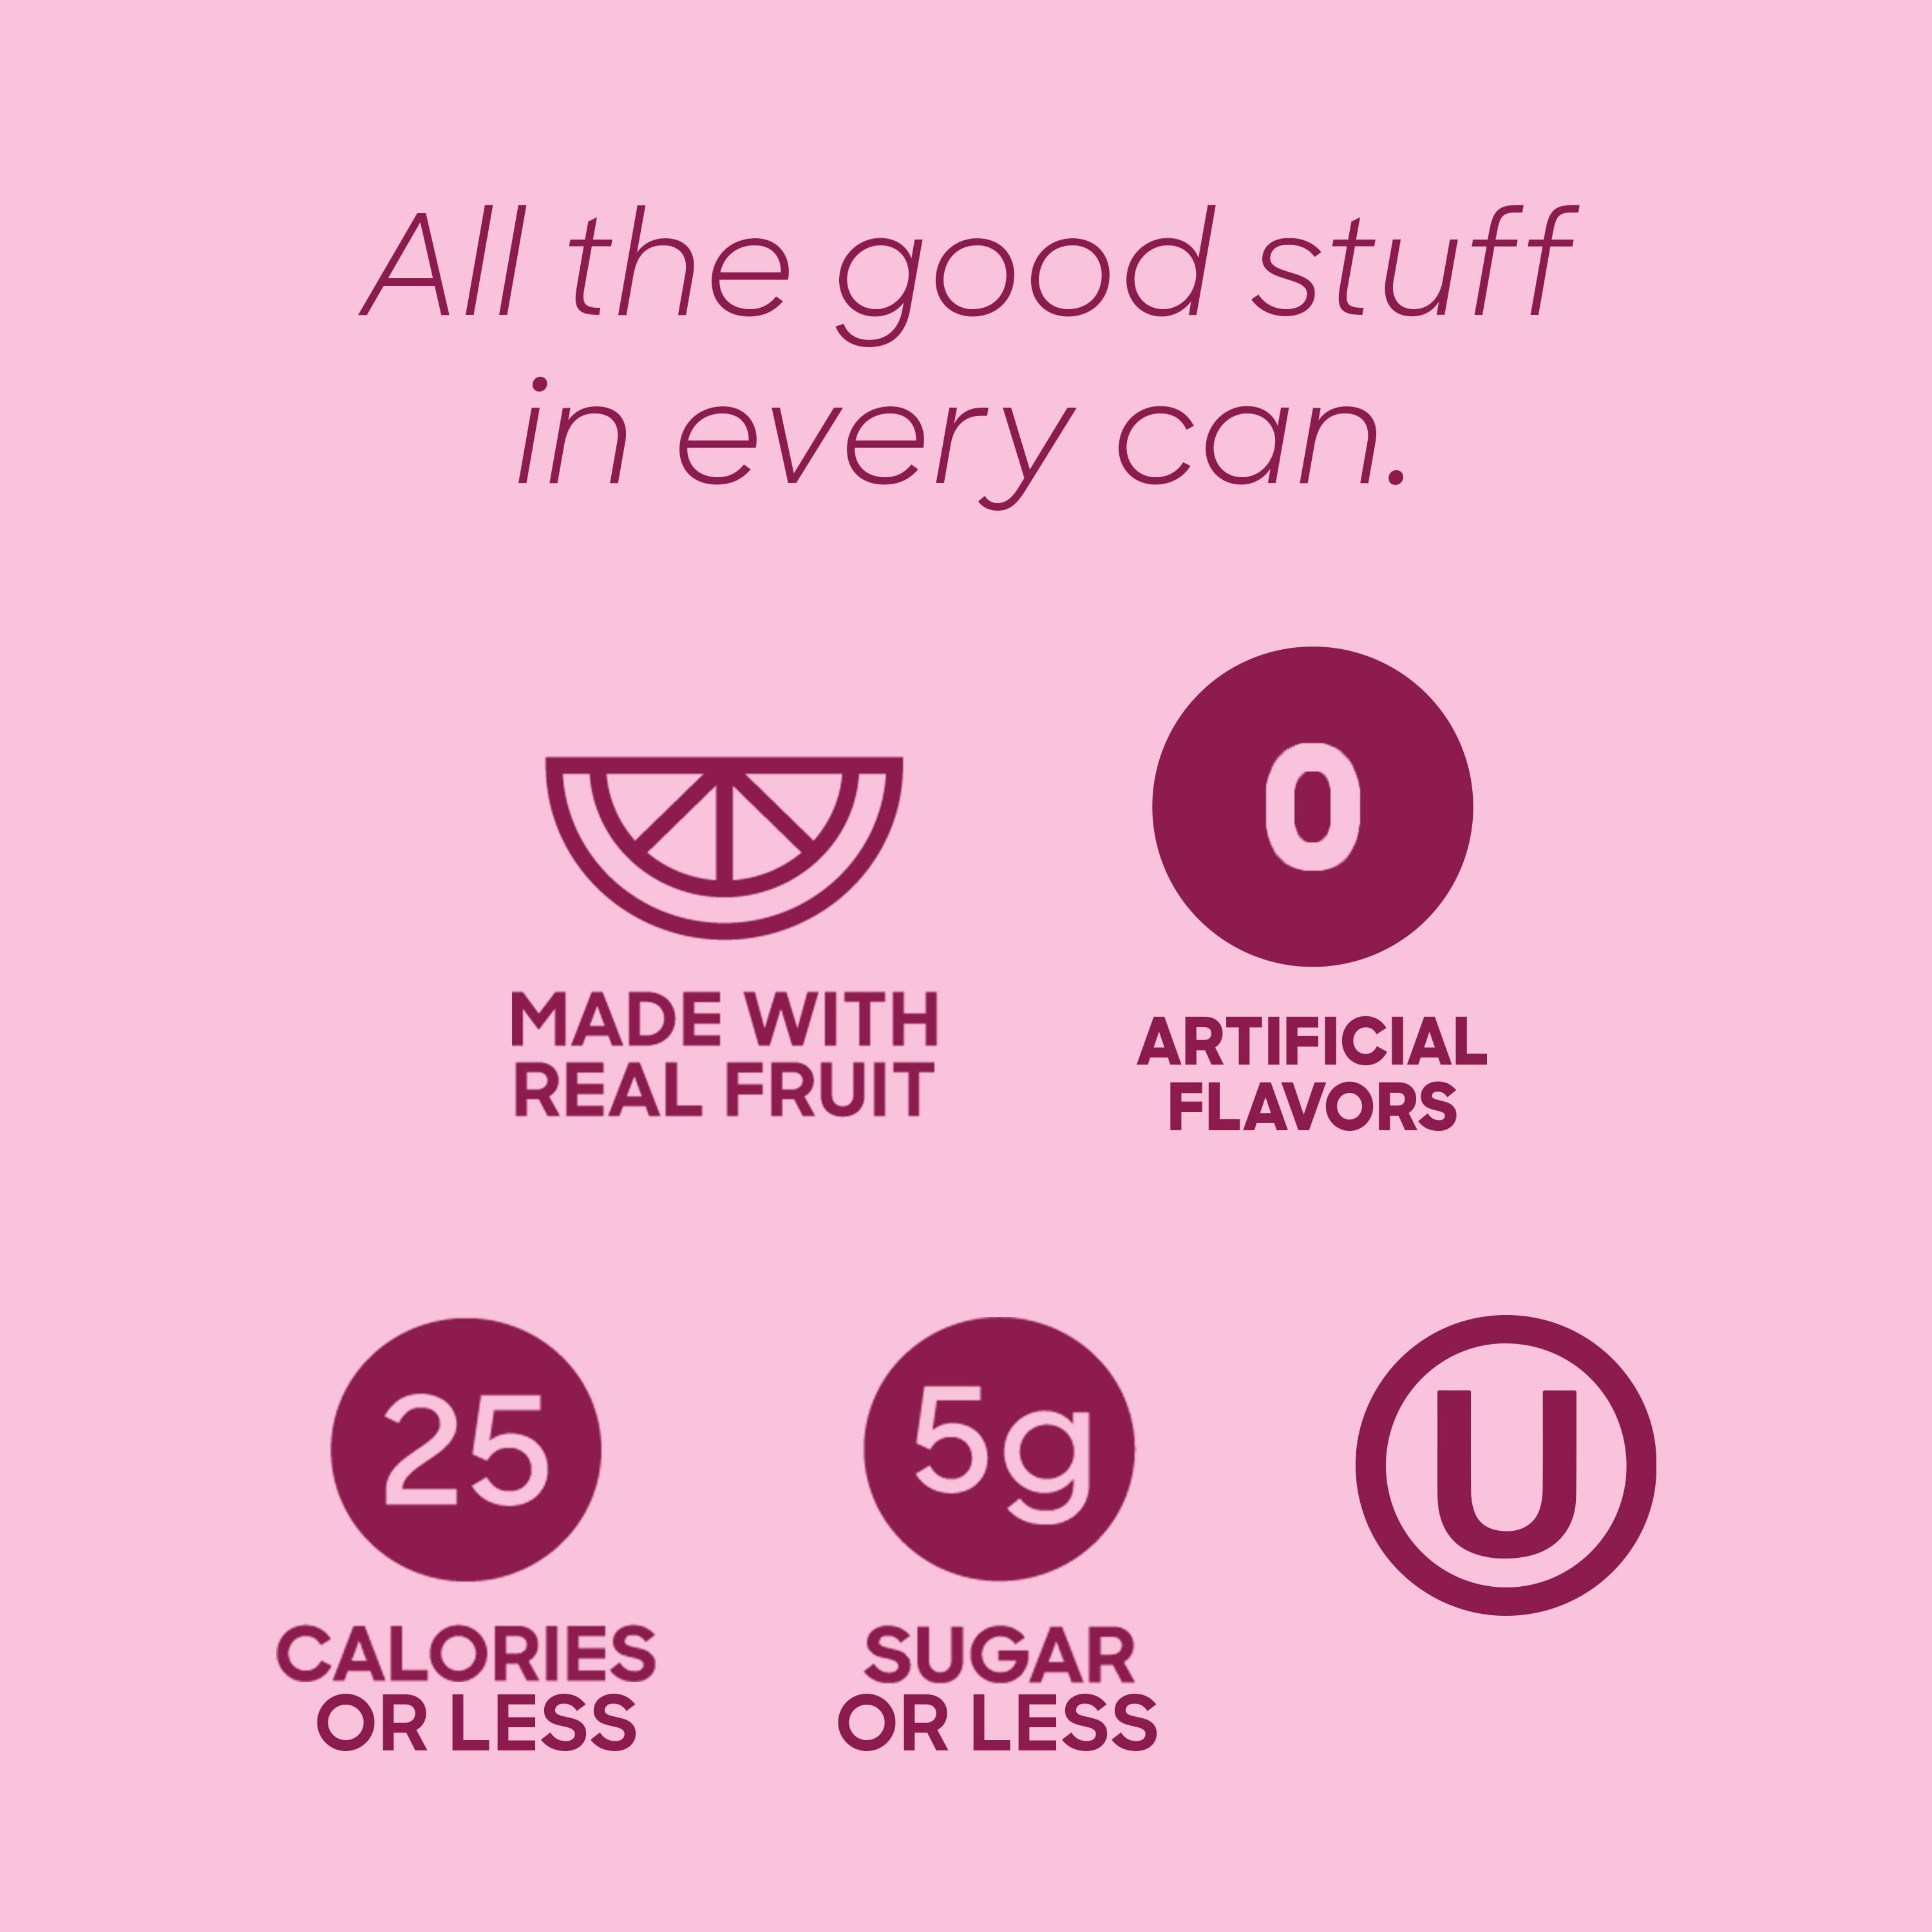 All the good stuff
in every can.
0
MADE WITH
REAL FRUIT
ARTIFICIAL
FLAVORS
25
CALORIES
OR LESS
5g
SUGAR
OR LESS
U